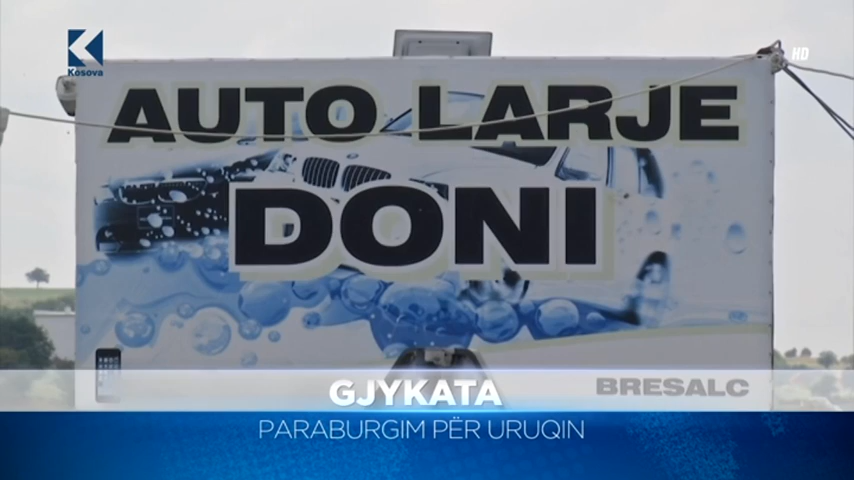 Kosova
HD
AUTO LARJE
DONI
BRESALC
GJYKATA
PARABURGIM PËR URUQIN